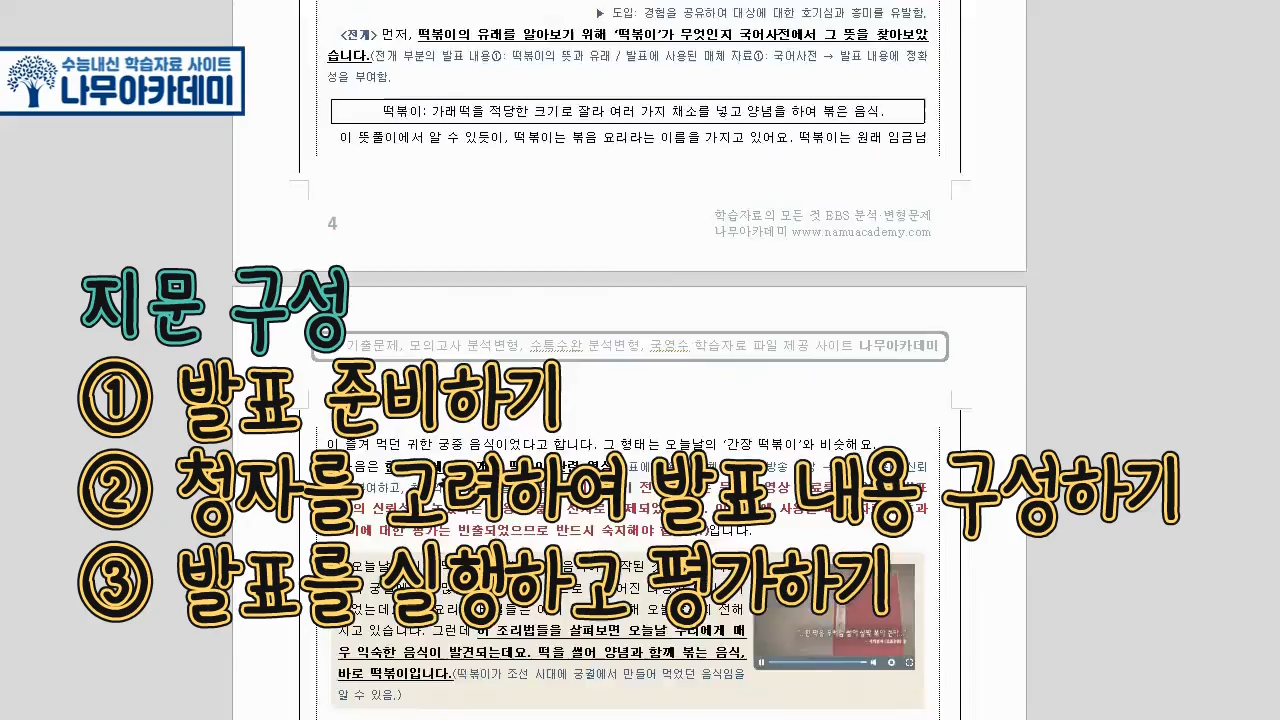 ▶ 도입: 경험을 공유하여 대상에 대한 호기심과 흥미를 유발함.
<전개> 먼저, 떡볶이의 유래를 알아보기 위해 '떡볶이'가 무엇인지 국어사전에서 그 뜻을 찾아보았
습니다.(전개 부분의 발표 내용①: 떡볶이의 뜻과 유래 / 발표에 사용된 매체 자료①: 국어사전 → 발표 내용에 정확
성을 부여함.
수능내신 학습자료 사이트
나무아카데미
떡볶이: 가래떡을 적당한 크기로 잘라 여러 가지 채소를 넣고 양념을 하여 볶은 음식.
이 뜻풀이에서 알 수 있듯이, 떡볶이는 볶음 요리라는 이름을 가지고 있어요. 떡볶이는 원래 임금님
4
학습자료의 모든 것 EBS 분석·변형문제
나무아카데미 www.namuacademy.com
지문 구성
기출문제, 모의고사 분석변형, 수특수완 분석변형, 국영수 학습자료 파일 제공 사이트 나무아카데미
① 발표 준비하기
이 즐겨 먹던 귀한 궁중 음식이었다고 합니다. 그 형태는 오늘날의 '간장 떡볶이'와 비슷해요.
② 청자를 고려하여 발표 내용 구성하기
대한 평가는 빈출되었으므로 반드시 숙지해야 입니다.
③ 발표를 실행하고 평가하기
지고 있습니다. 그런데 이 조리법들을 살펴보면 오늘날 우리에게 매
우 익숙한 음식이 발견되는데요. 떡을 썰어 양념과 함께 볶는 음식,
바로 떡볶이입니다.(떡볶이가 조선 시대에 궁궐에서 만들어 먹었던 음식임을
알 수 있음.)